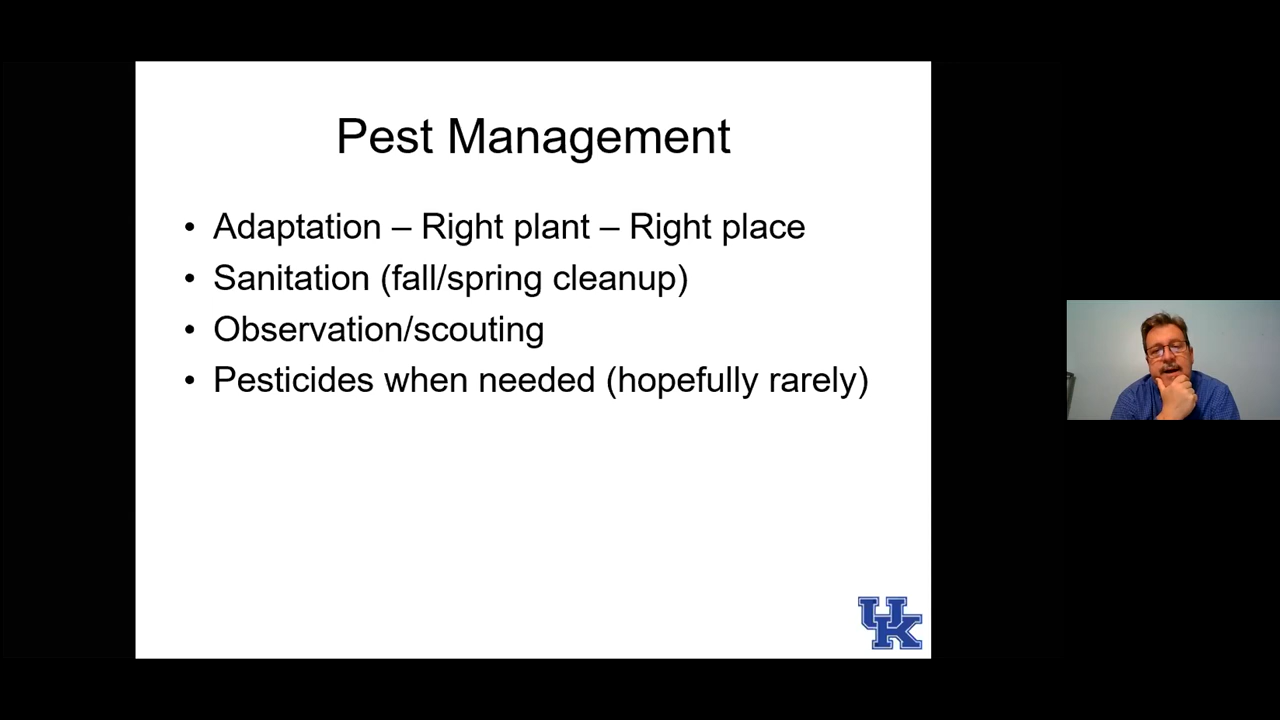 Pest Management
• Adaptation – Right plant – Right place
• Sanitation (fall/spring cleanup)
• Observation/scouting
• Pesticides when needed (hopefully rarely)
UK